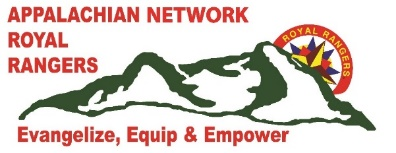 APPALACHIAN NETWORK
ROYAL
RANGERS
ROYAL RANGERS
Evangelize, Equip & Empower